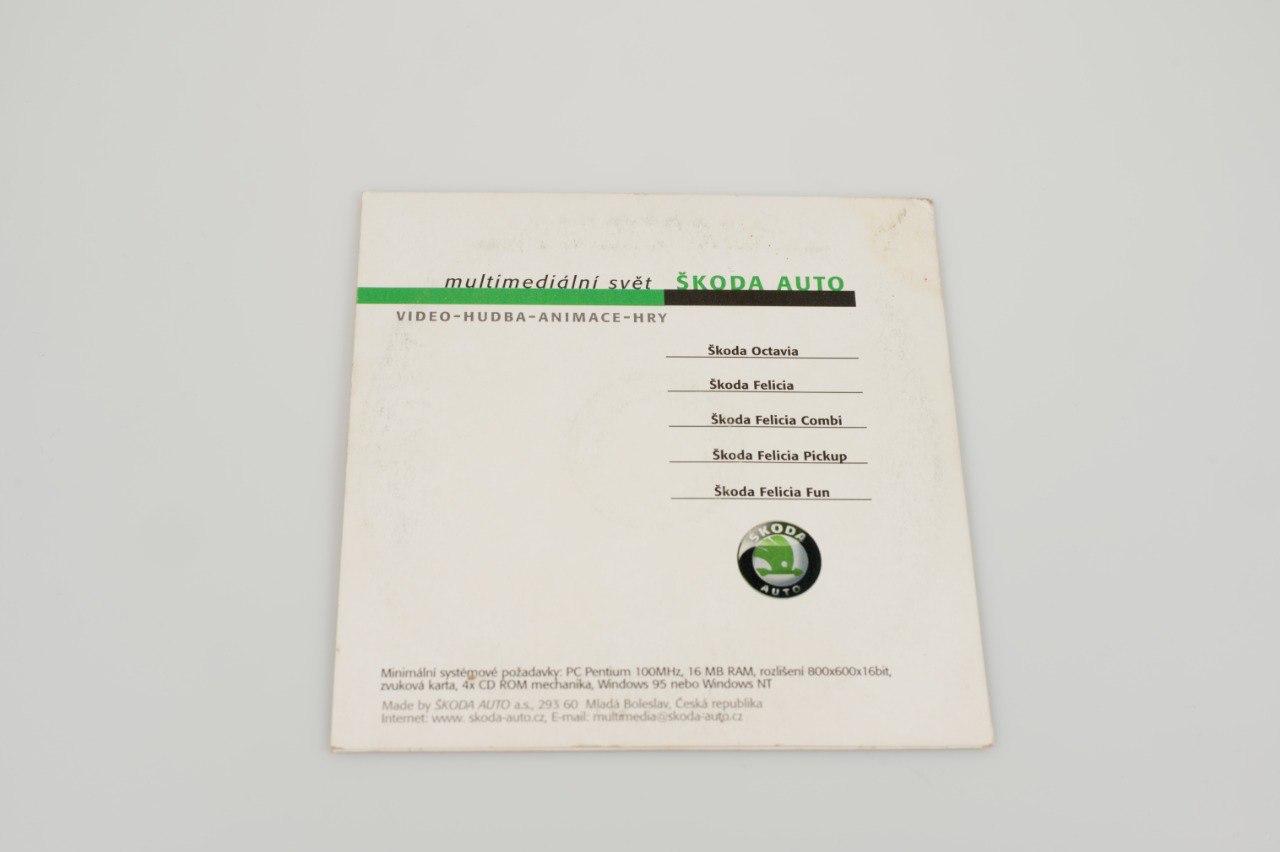 multimediální svět ŠKODA AUTO
VIDEO-HUDBA-ANIMACE-HRY
Škoda Octavia
Škoda Felicia
Škoda Felicia Combi
Škoda Felicia Pickup
Škoda Felicia Fun
ŠKODA
AUTO
Minimální systémové požadavky: PC Pentium 100MHz, 16 MB RAM, rozlišení 800x600x16bit,
zvuková karta, 4x CD ROM mechanika, Windows 95 nebo Windows NT
Made by ŠKODA AUTO a.s., 293 60 Mladá Boleslav, Česká republika
Internet: www. skoda-auto.cz, E-mail: multimedia@skoda-auto.cz